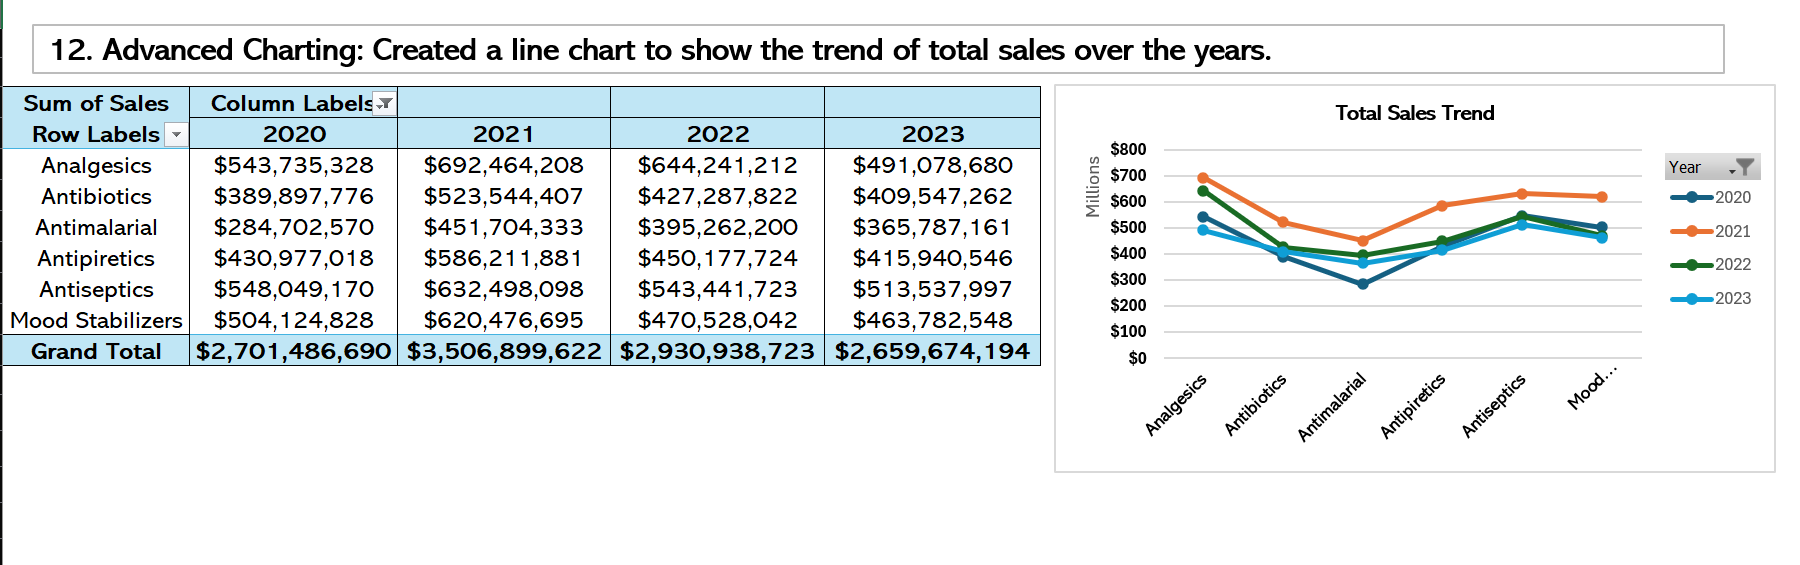 12. Advanced Charting: Created a line chart to show the trend of total sales over the years.
Sum of Sales Column Labels
Row Labels 2020 2021 2022 2023
Analgesics $543,735,328 $692,464,208 $644,241,212 $491,078,680
Antibiotics $389,897,776 $523,544,407 $427,287,822 $409,547,262
Antimalarial $284,702,570 $451,704,333 $395,262,200 $365,787,161
Antipiretics $430,977,018 $586,211,881 $450,177,724 $415,940,546
Antiseptics $548,049,170 $632,498,098 $543,441,723 $513,537,997
Mood Stabilizers $504,124,828 $620,476,695 $470,528,042 $463,782,548
Grand Total $2,701,486,690 $3,506,899,622 $2,930,938,723 $2,659,674,194
Total Sales Trend
Millions
$800
$700
$600
$500
$400
$300
$200
$100
$0
Analgesics
Antibiotics
Antimalarial
Antipiretics
Antiseptics
Mood...
Year
2020
2021
2022
2023